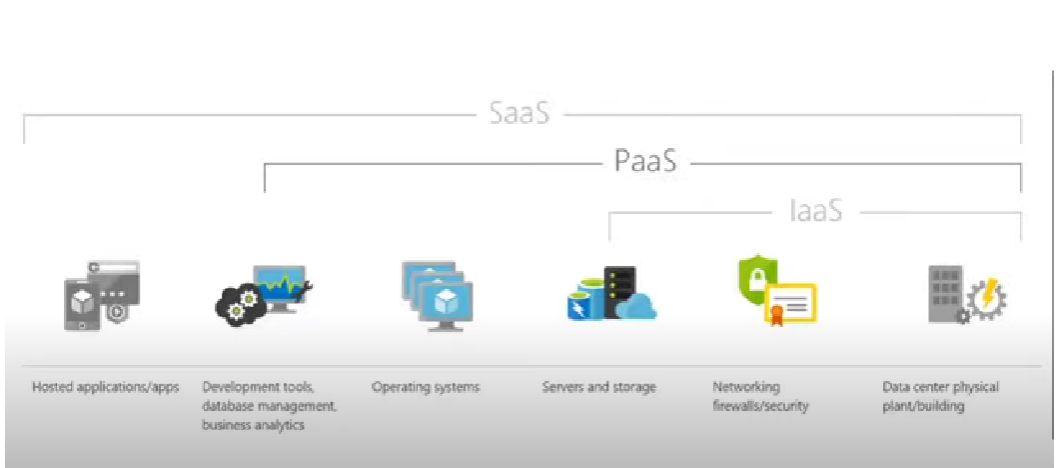 SaaS
PaaS
IaaS
Hosted applications/apps
Development tools,
database management,
business analytics
Operating systems
Servers and storage
Networking
firewalls/security
Data center physical
plant/building